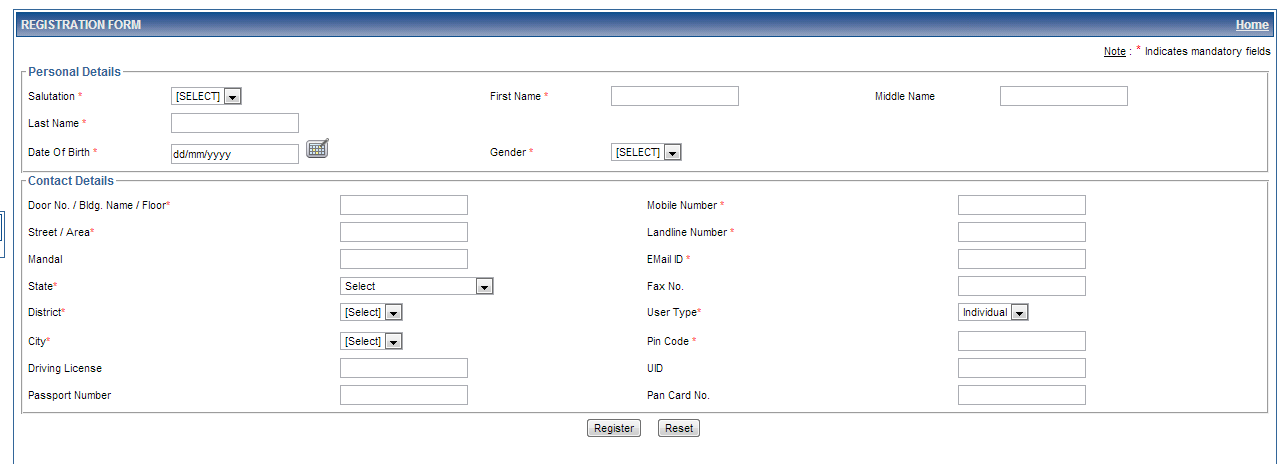 REGISTRATION FORM Home
Note : * Indicates mandatory fields
Personal Details
Salutation * [SELECT] First Name * Middle Name
Last Name *
Date Of Birth * dd/mm/yyyy Gender * [SELECT]
Contact Details
Door No. / Bldg. Name / Floor* Mobile Number *
Street / Area* Landline Number *
Mandal EMail ID *
State* Select Fax No.
District* [Select] User Type* Individual
City* [Select] Pin Code *
Driving License UID
Passport Number Pan Card No.
Register Reset